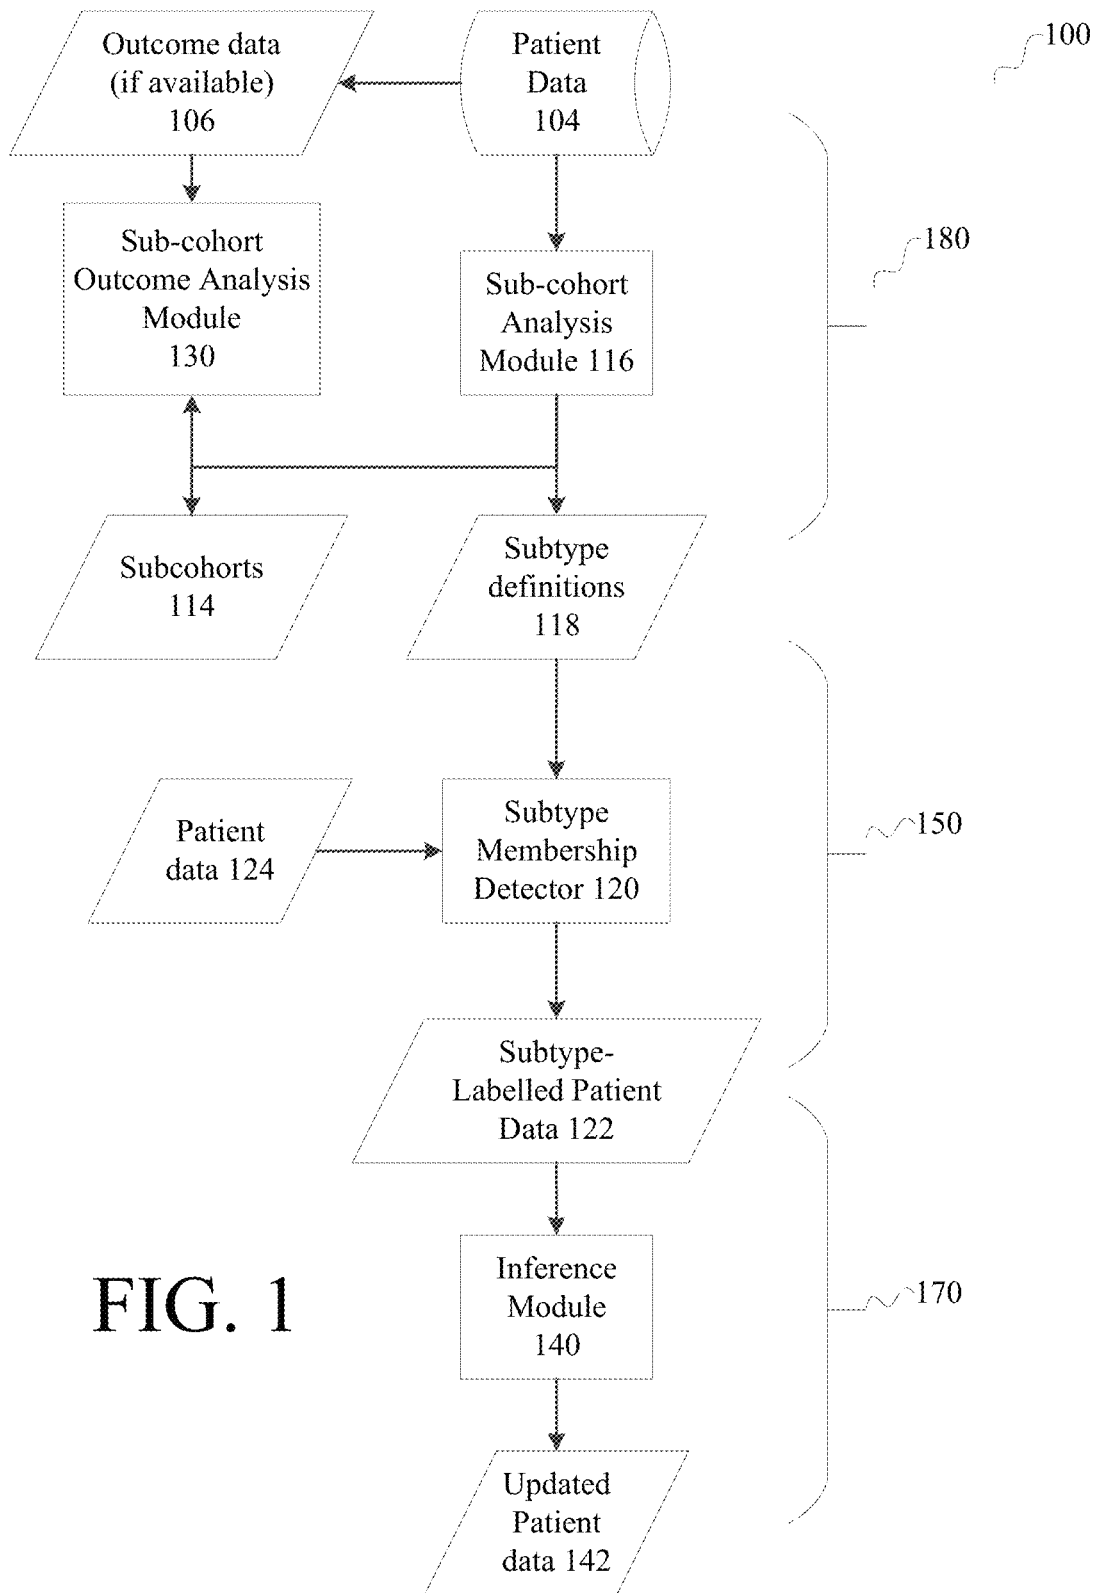 Outcome data
(if available)
106
Patient
Data
104
100
Sub-cohort
Outcome Analysis
Module
130
Sub-cohort
Analysis
Module 116
180
Subcohorts
114
Subtype
definitions
118
Patient
data 124
Subtype
Membership
Detector 120
150
Subtype-
Labelled Patient
Data 122
Inference
Module
140
170
FIG. 1
Updated
Patient
data 142